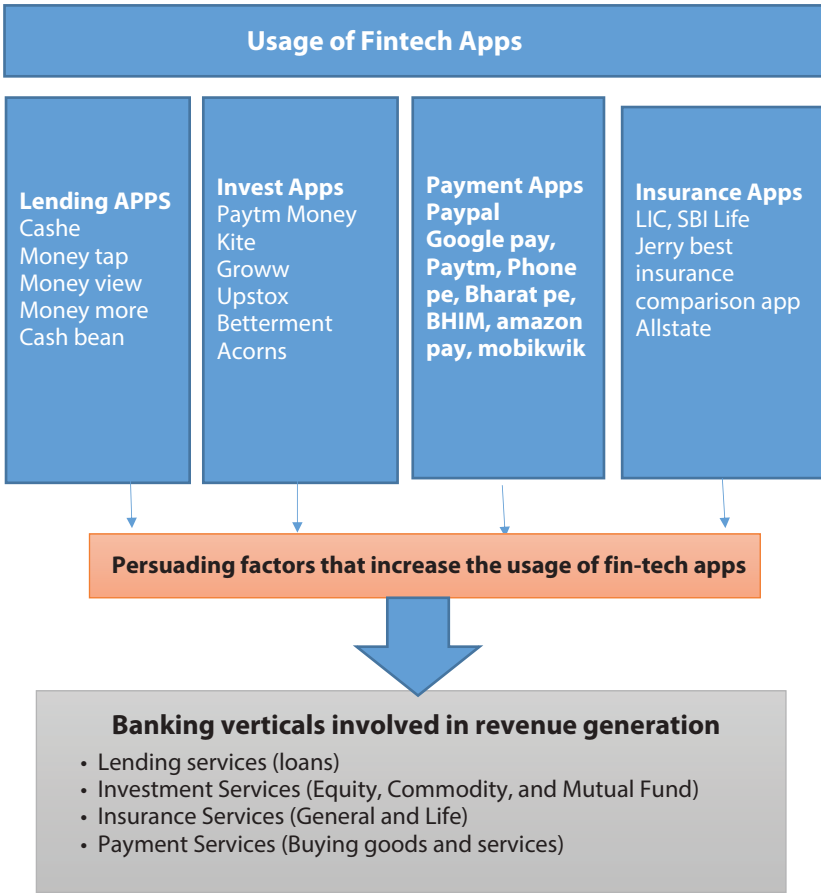 Usage of Fintech Apps
Lending APPS
Cashe
Money tap
Money view
Money more
Cash bean
Invest Apps
Paytm Money
Kite
Groww
Upstox
Betterment
Acorns
Payment Apps
Paypal
Google pay,
Paytm, Phone
pe, Bharat pe,
BHIM, amazon
pay, mobikwik
Insurance Apps
LIC, SBI Life
Jerry best
insurance
comparison app
Allstate
Persuading factors that increase the usage of fin-tech apps
Banking verticals involved in revenue generation
• Lending services (loans)
• Investment Services (Equity, Commodity, and Mutual Fund)
• Insurance Services (General and Life)
• Payment Services (Buying goods and services)